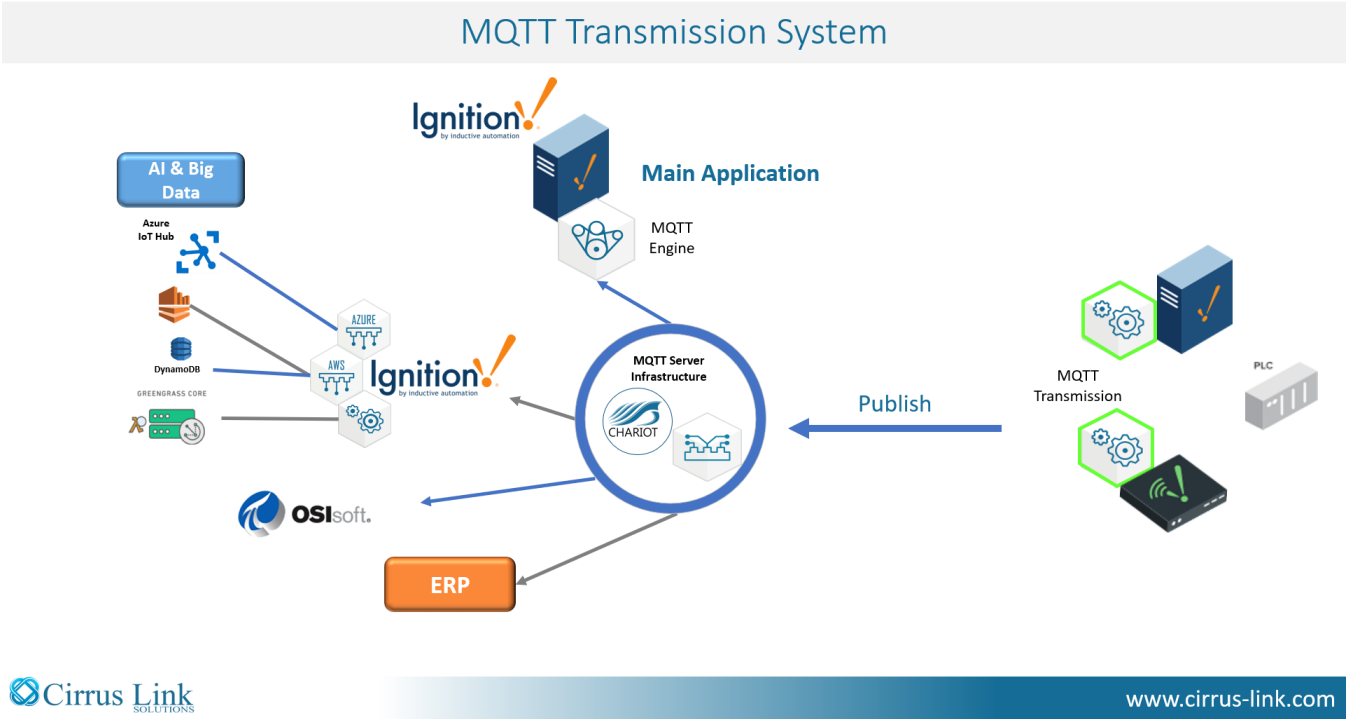 MQTT Transmission System
Ignition!
by inductive automation
Main Application
MQTT
Engine
AI & Big
Data
Azure
IoT Hub
DynamoDB
GREENGRASS CORE
AZURE
AWS
Ignition!
by inductive automation
MQTT Server
Infrastructure
CHARIOT
Publish
MQTT
Transmission
PLC
OSIsoft.
ERP
Cirrus Link
SOLUTIONS
www.cirrus-link.com